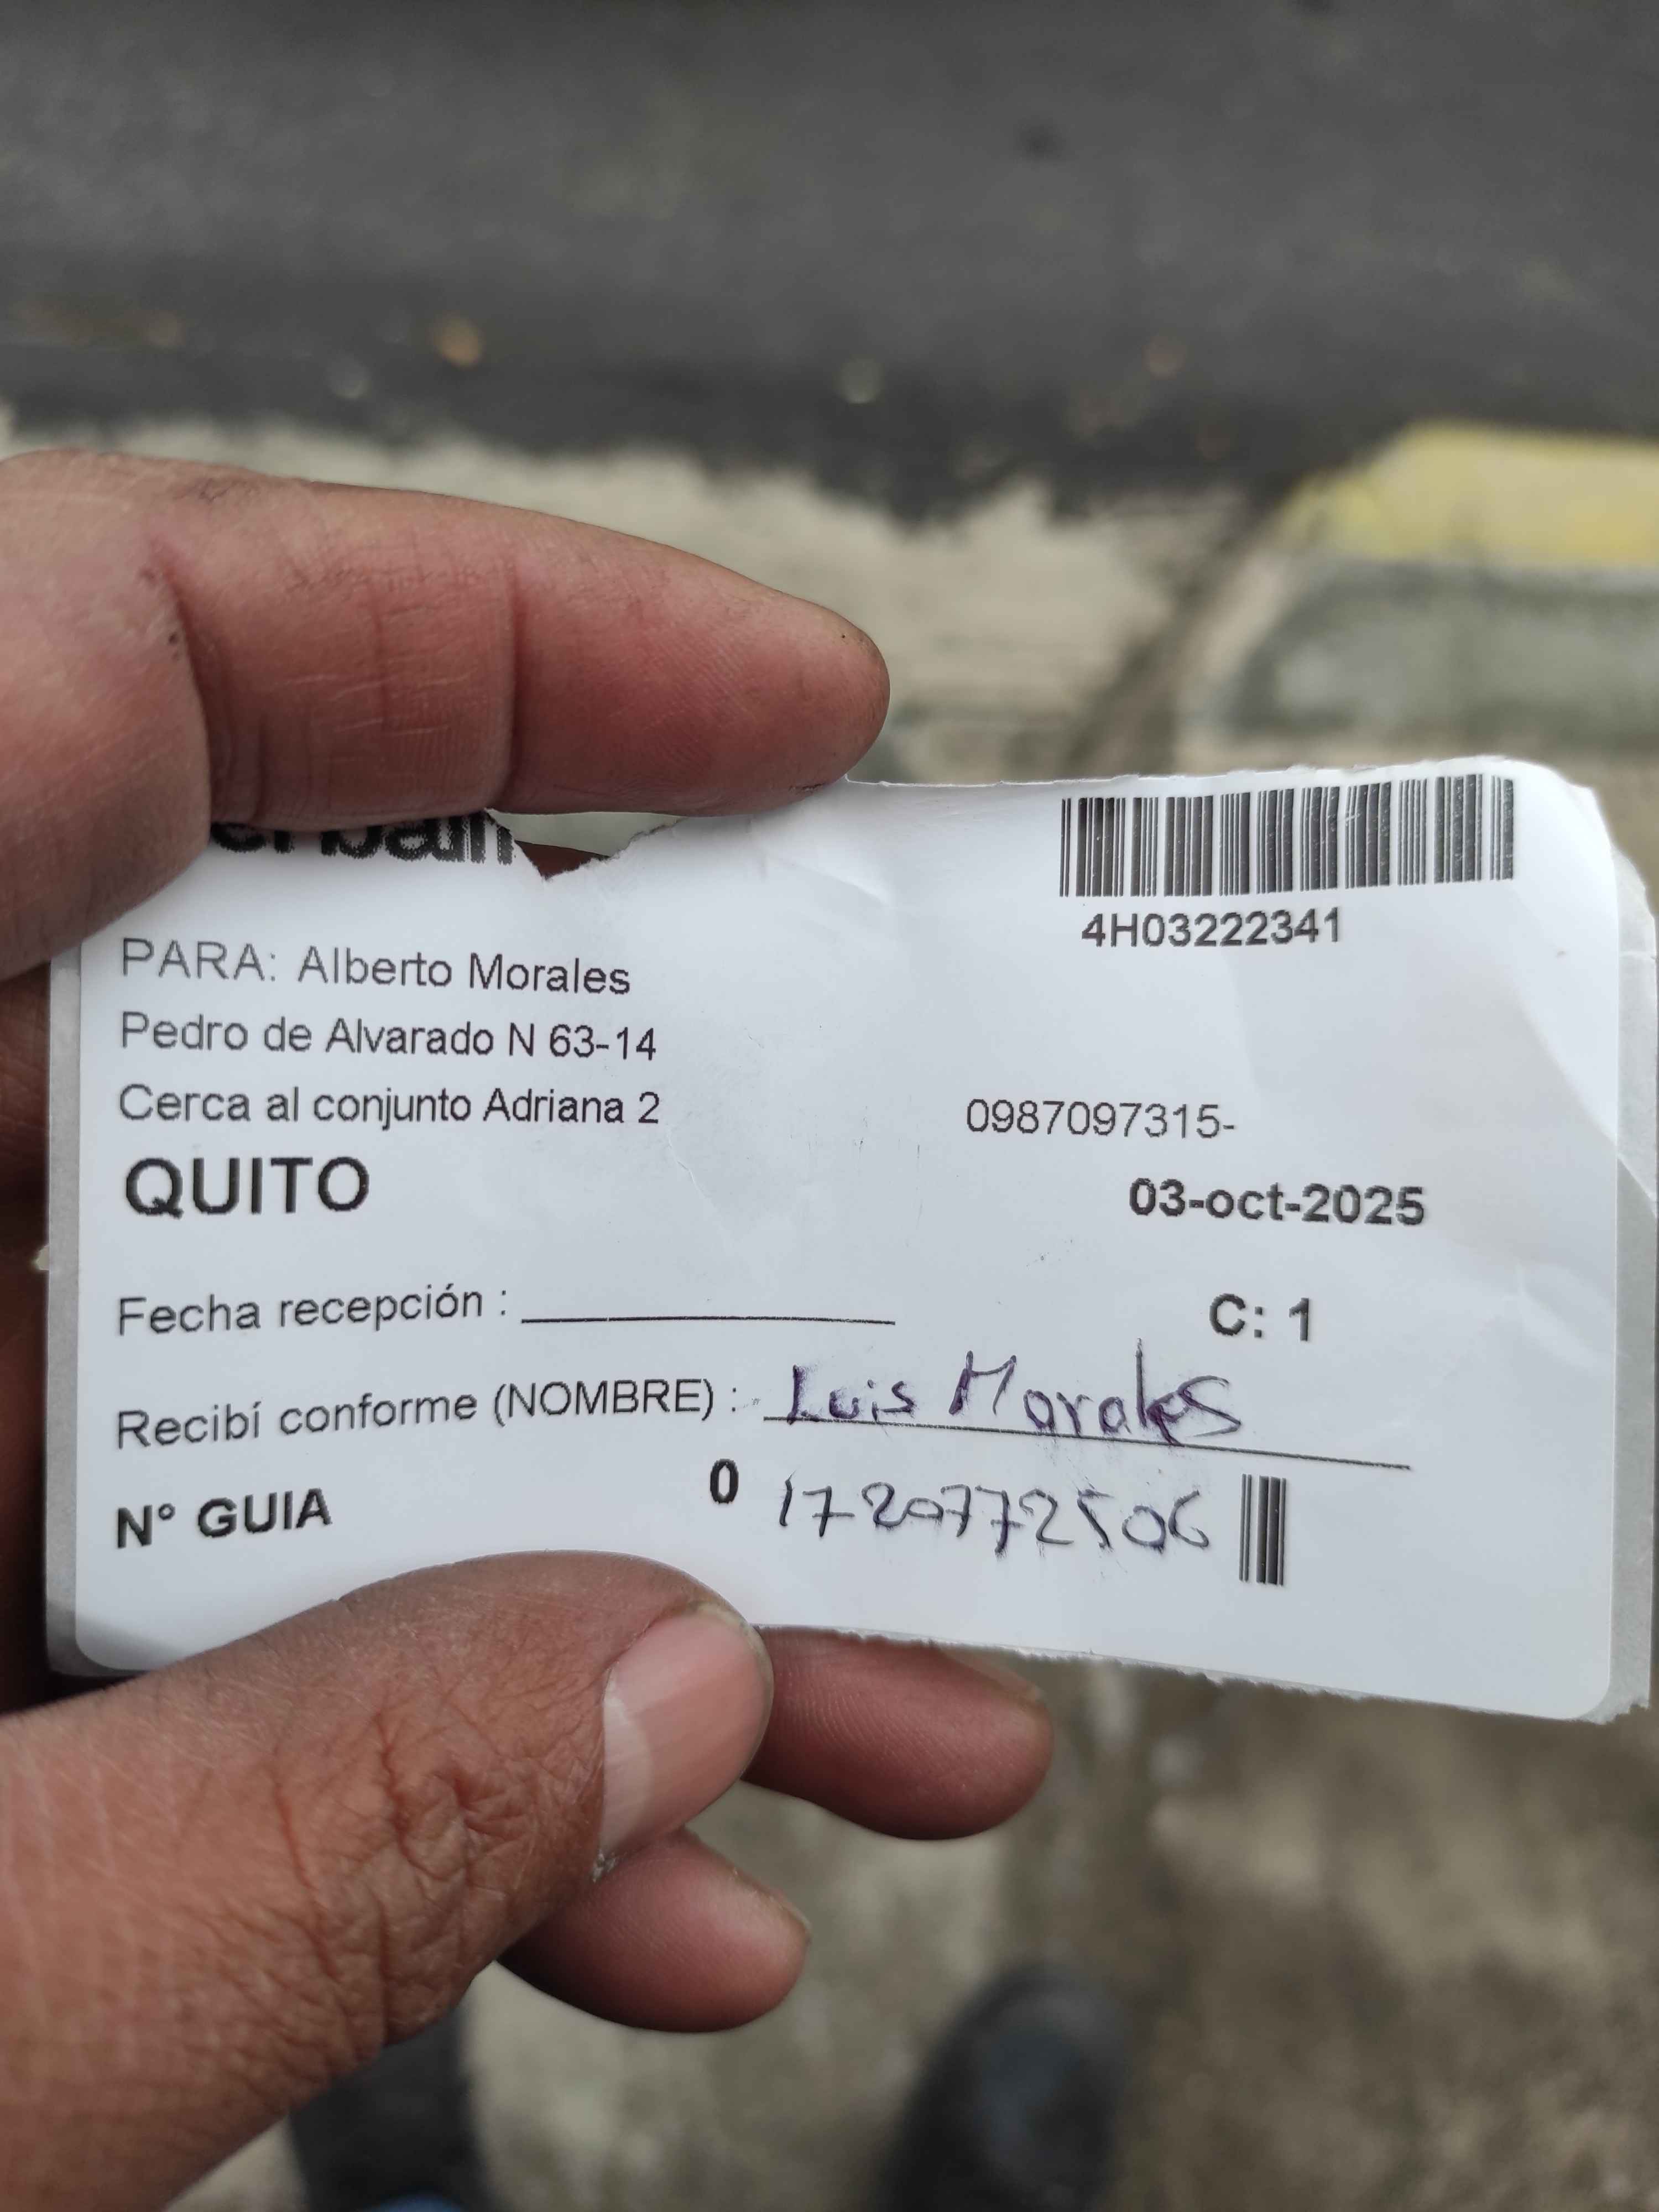 4H03222341
PARA: Alberto Morales
Pedro de Alvarado N 63-14
Cerca al conjunto Adriana 2
0987097315-
QUITO
03-oct-2025
Fecha recepción :
C: 1
Recibí conforme (NOMBRE) : Luis Morales
N° GUIA 0 1720772506